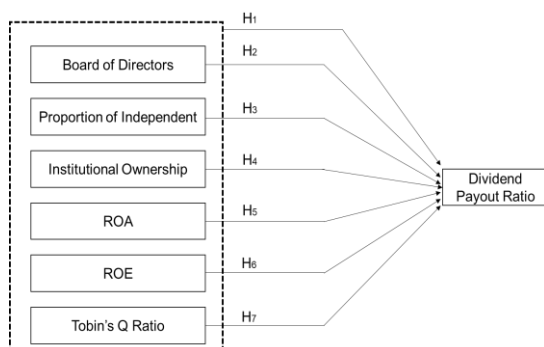 H1
Board of Directors
H2
Proportion of Independent
H3
Institutional Ownership
H4
ROA
H5
ROE
H6
Tobin's Q Ratio
H7
Dividend
Payout Ratio